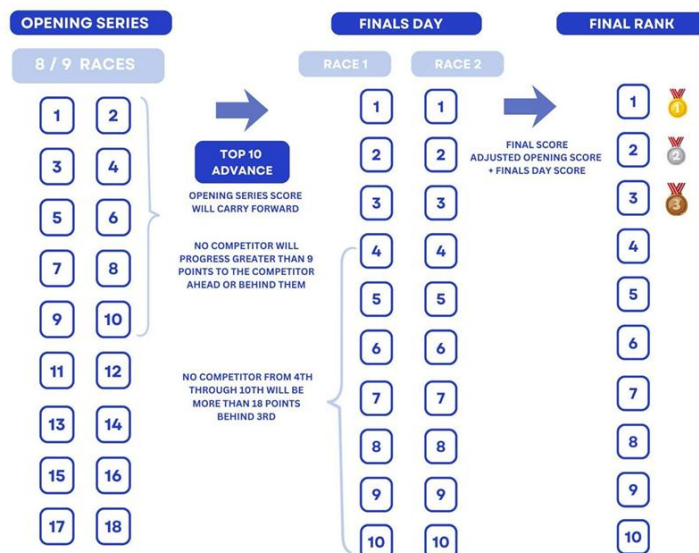 OPENING SERIES
8 / 9 RACES
1 2
3 4
5 6
7 8
9 10
11 12
13 14
15 16
17 18
TOP 10
ADVANCE
OPENING SERIES SCORE
WILL CARRY FORWARD
NO COMPETITOR WILL
PROGRESS GREATER THAN 9
POINTS TO THE COMPETITOR
AHEAD OR BEHIND THEM
NO COMPETITOR FROM 4TH
THROUGH 10TH WILL BE
MORE THAN 18 POINTS
BEHIND 3RD
FINALS DAY
RACE 1 RACE 2
1 1
2 2
3 3
4 4
5 5
6 6
7 7
8 8
9 9
10 10
FINAL SCORE
ADJUSTED OPENING SCORE
+ FINALS DAY SCORE
FINAL RANK
1 1
2 2
3 3
4
5
6
7
8
9
10